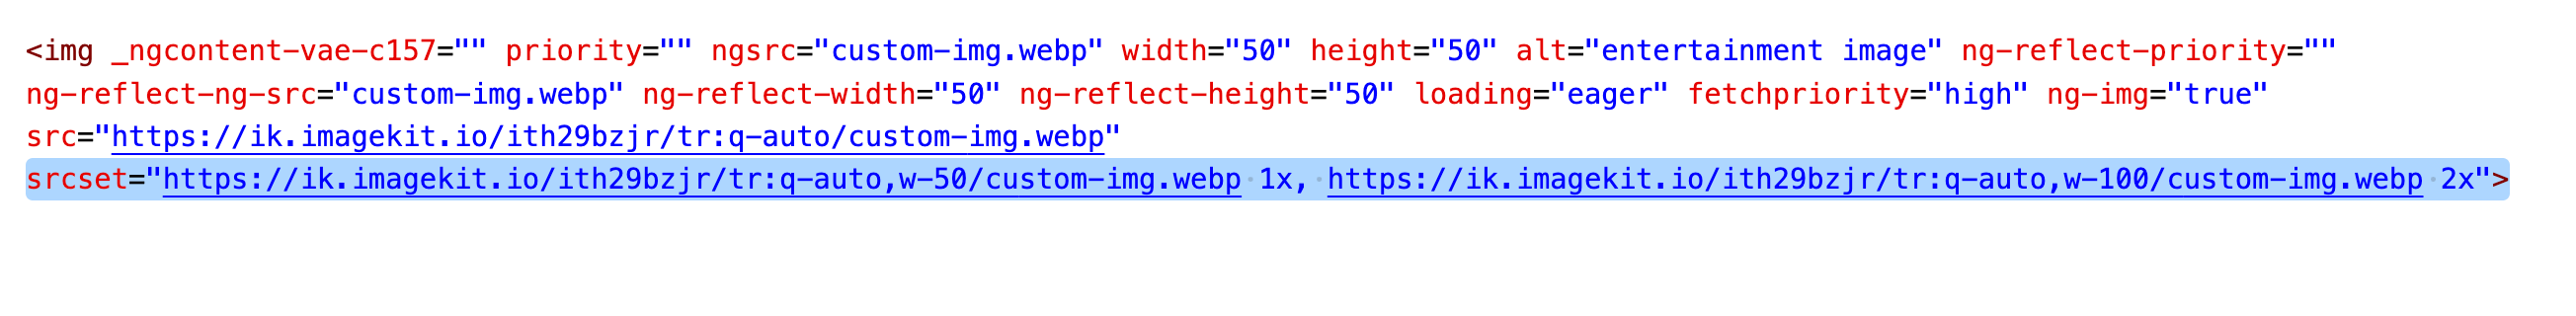 <img _ngcontent-vae-c157="" priority="" ngsrc="custom-img.webp" width="50" height="50" alt="entertainment image" ng-reflect-priority=""
ng-reflect-ng-src="custom-img.webp" ng-reflect-width="50" ng-reflect-height="50" loading="eager" fetchpriority="high" ng-img="true"
src="https://ik.imagekit.io/ith29bzjr/tr:q-auto/custom-img.webp"
srcset="https://ik.imagekit.io/ith29bzjr/tr:q-auto,w-50/custom-img.webp 1x, https://ik.imagekit.io/ith29bzjr/tr:q-auto,w-100/custom-img.webp 2x">